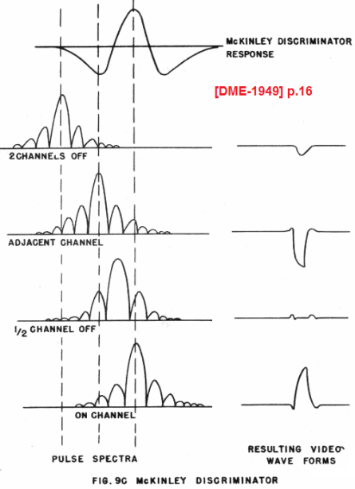 McKINLEY DISCRIMINATOR
RESPONSE
[DME-1949] p.16
2 CHANNELS OFF
ADJACENT CHANNEL
1/2 CHANNEL OFF
ON CHANNEL
PULSE SPECTRA
RESULTING VIDEO
WAVE FORMS
FIG. 9C McKINLEY DISCRIMINATOR